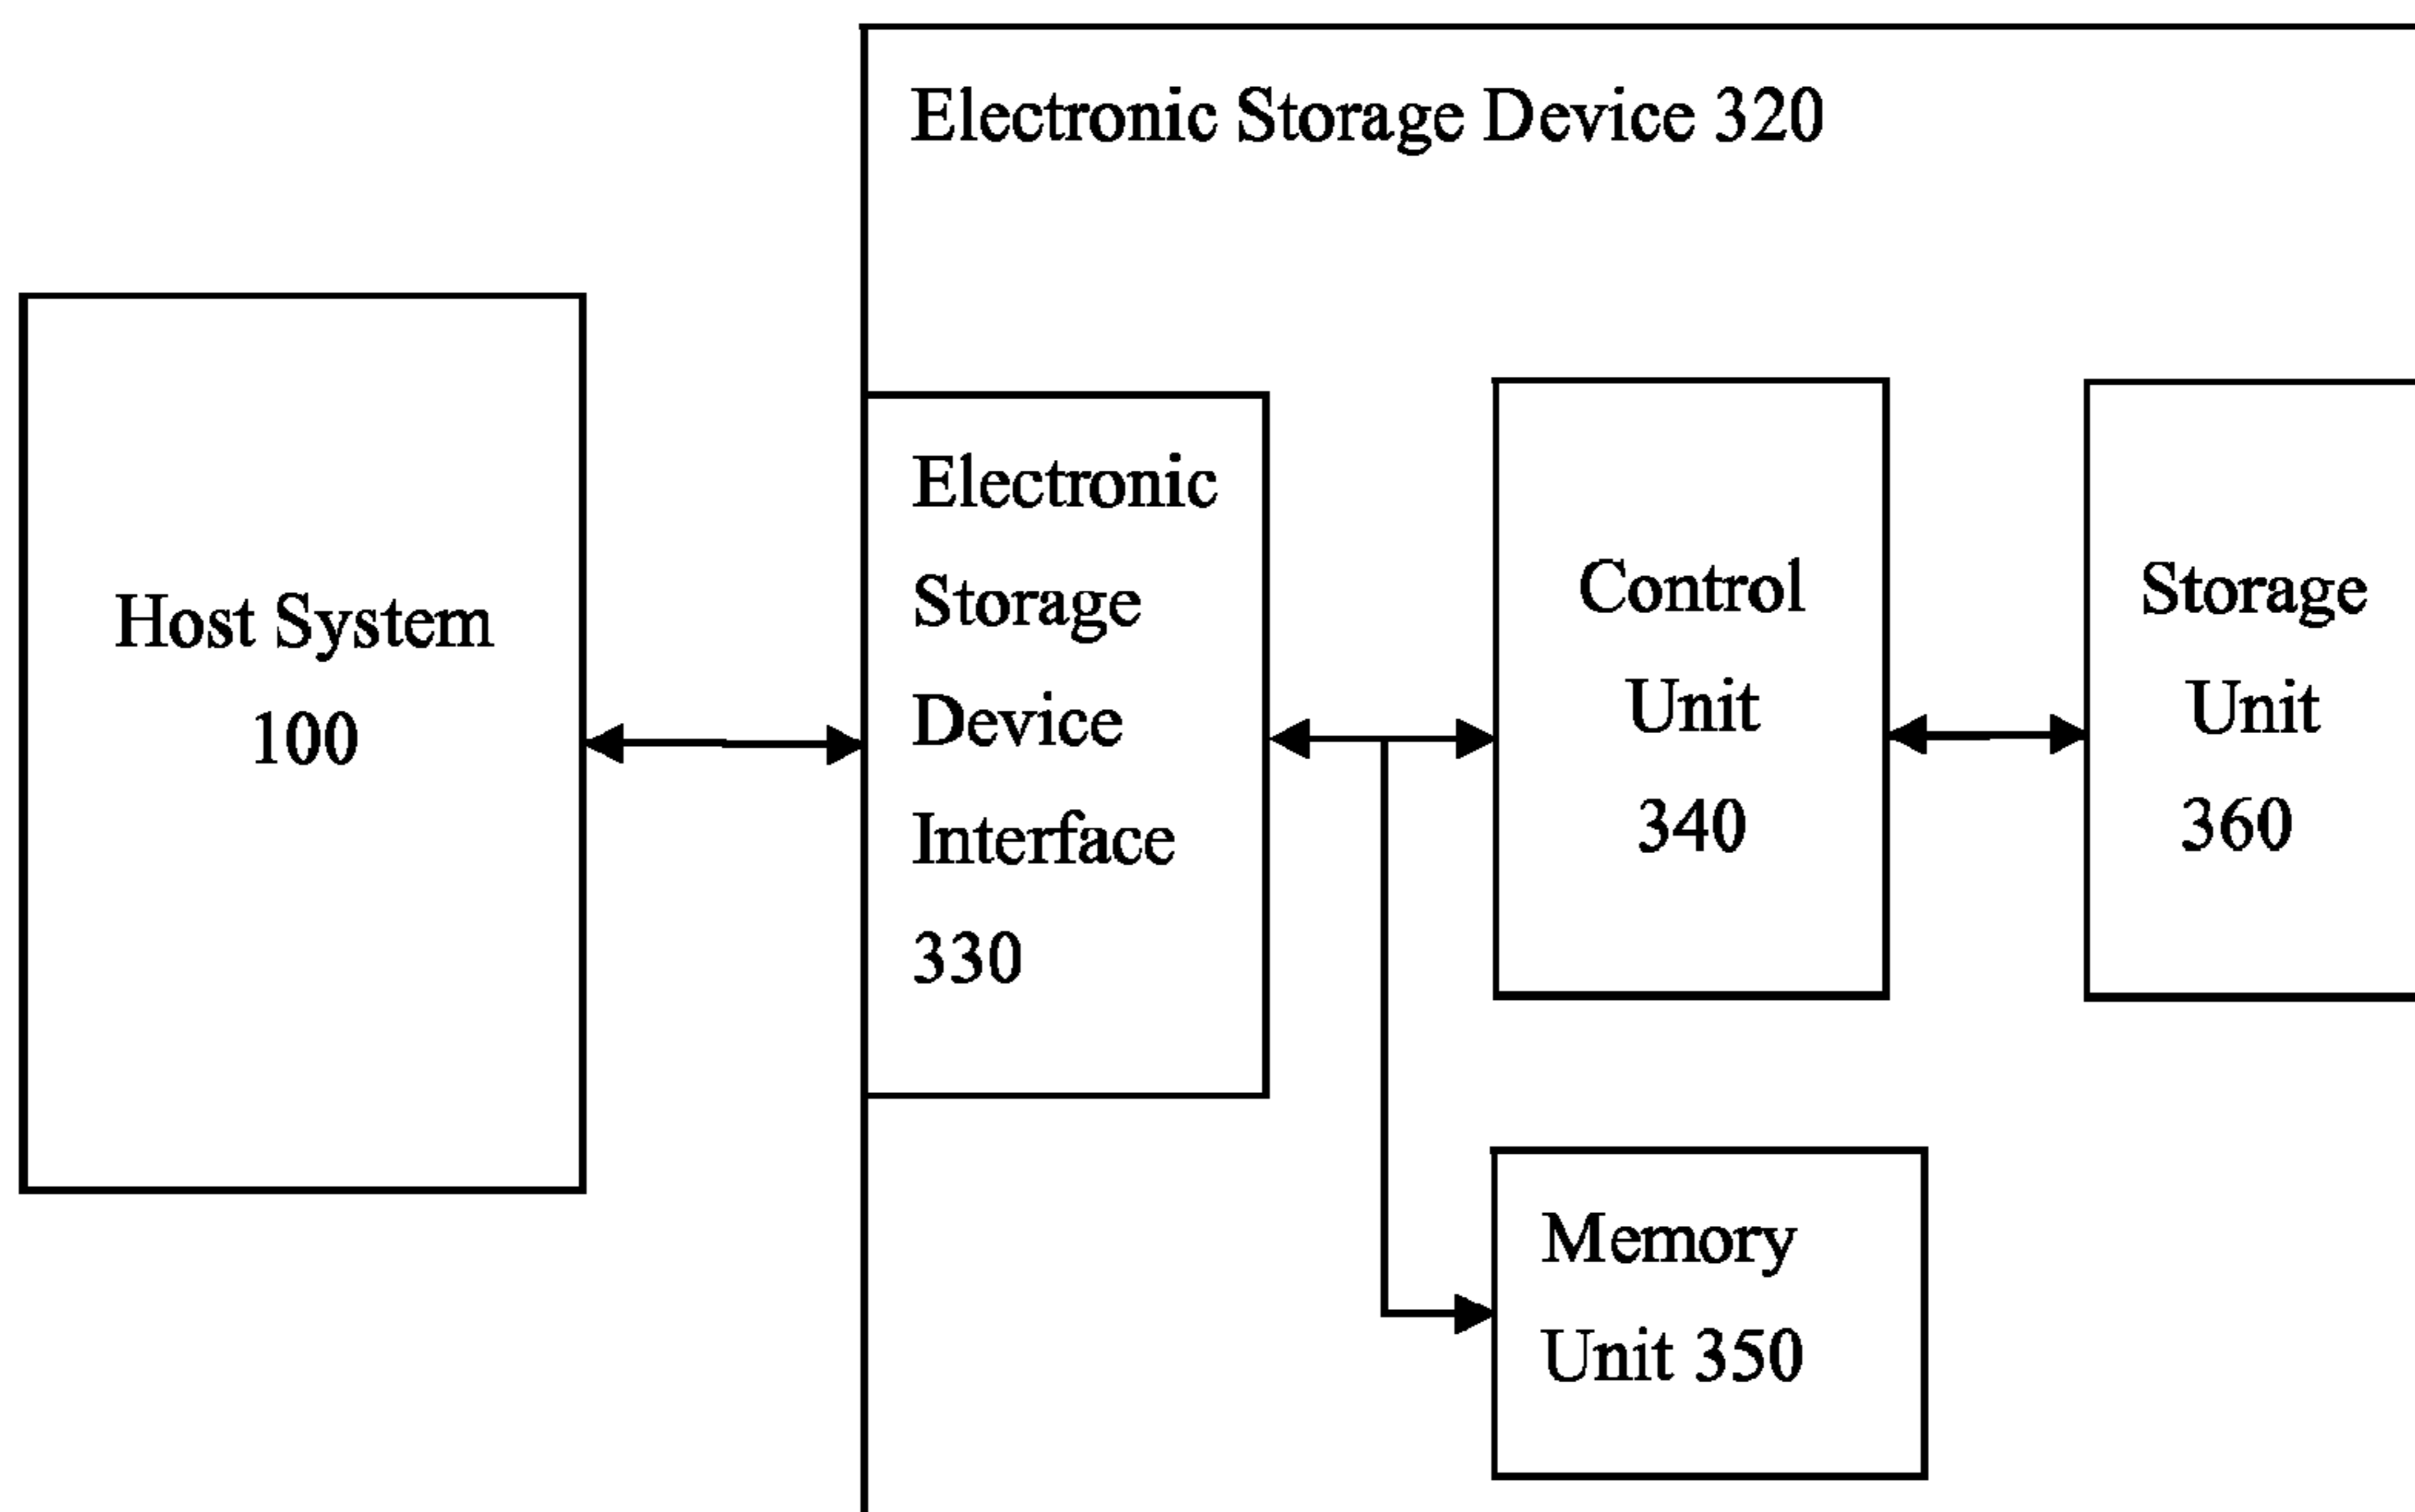 Electronic Storage Device 320
Host System
100
Electronic
Storage
Device
Interface
330
Control
Unit
340
Storage
Unit
360
Memory
Unit 350